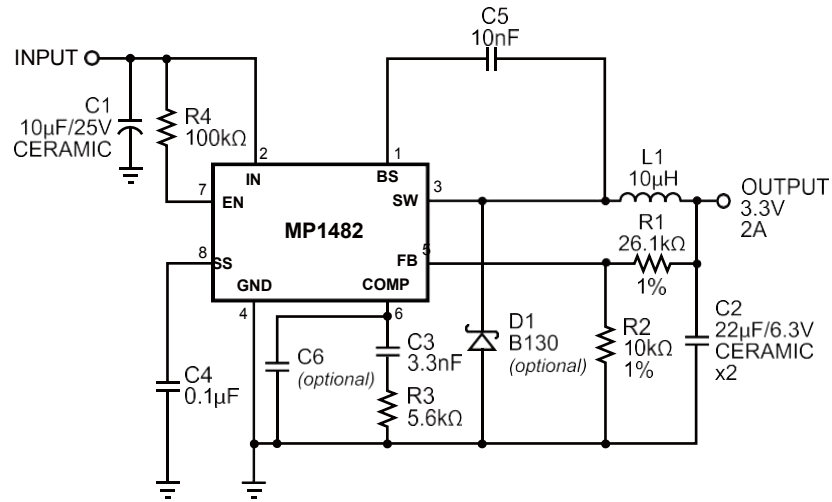 C5
10nF
INPUT
C1
10µF/25V
CERAMIC
R4
100kΩ
2
1
IN
BS
L1
10µH
7
EN
3
SW
OUTPUT
3.3V
2A
MP1482
R1
26.1kΩ
1%
8
SS
5
FB
GND
COMP
4
6
C4
0.1µF
C6
(optional)
C3
3.3nF
R3
5.6kΩ
D1
B130
(optional)
R2
10kΩ
1%
C2
22µF/6.3V
CERAMIC
x2